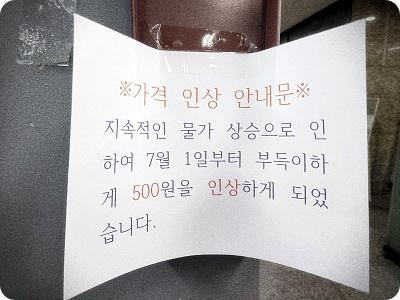 ※가격 인상 안내문※
지속적인 물가 상승으로 인
하여 7월 1일부터 부득이하
게 500원을 인상하게 되었
습니다.